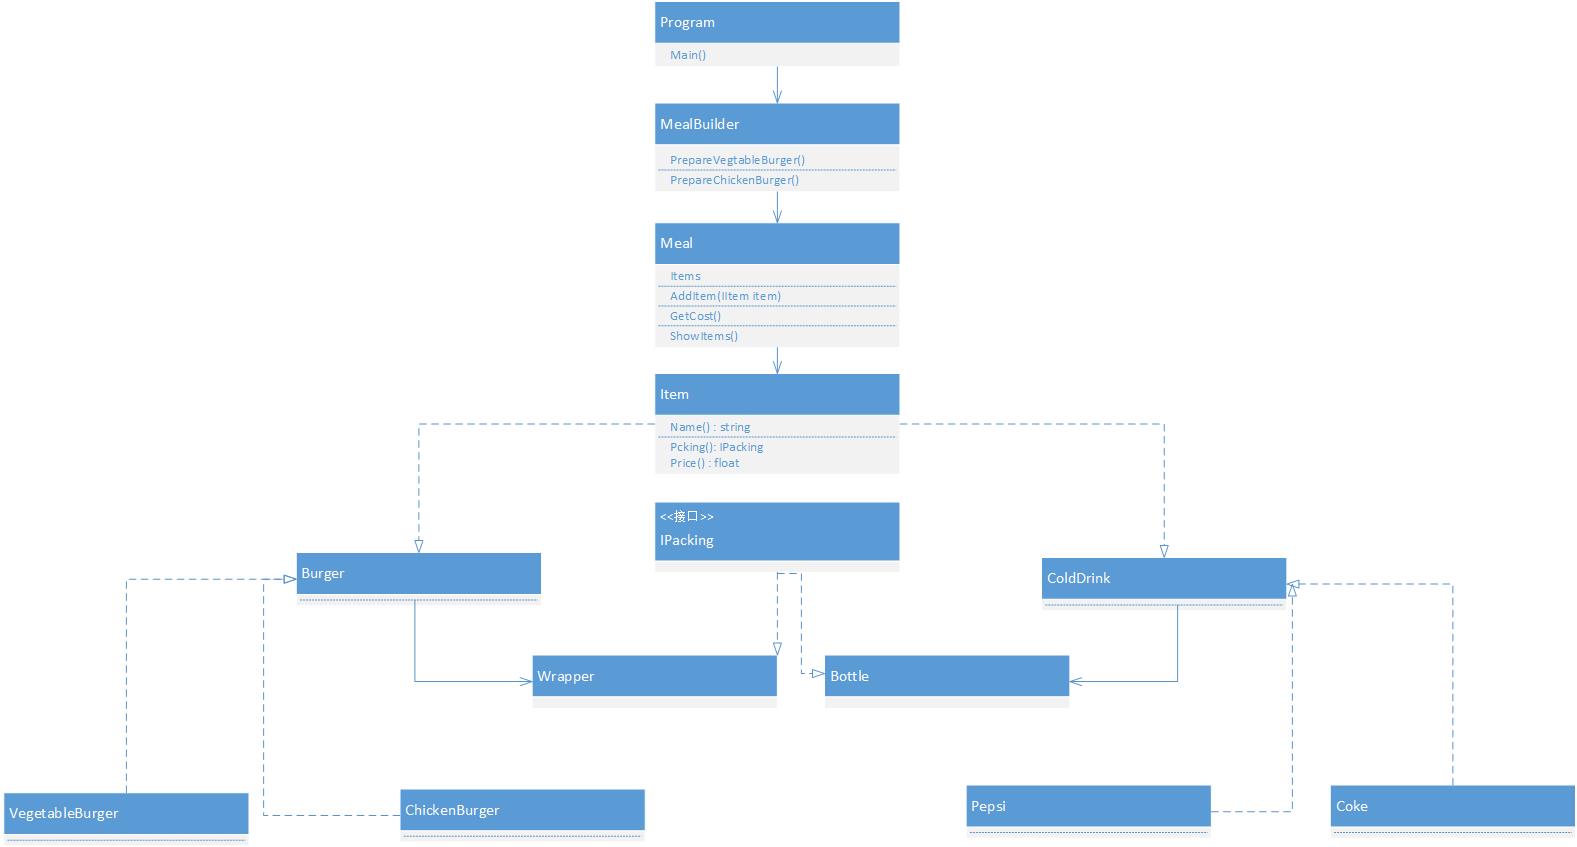 Program
Main()
MealBuilder
PrepareVegtableBurger()
PrepareChickenBurger()
Meal
Items
AddItem(IItem item)
GetCost()
ShowItems()
Item
Name() : string
Pcking(): IPacking
Price() : float
<<接口>>
IPacking
Burger
ColdDrink
Wrapper
Bottle
VegetableBurger
ChickenBurger
Pepsi
Coke